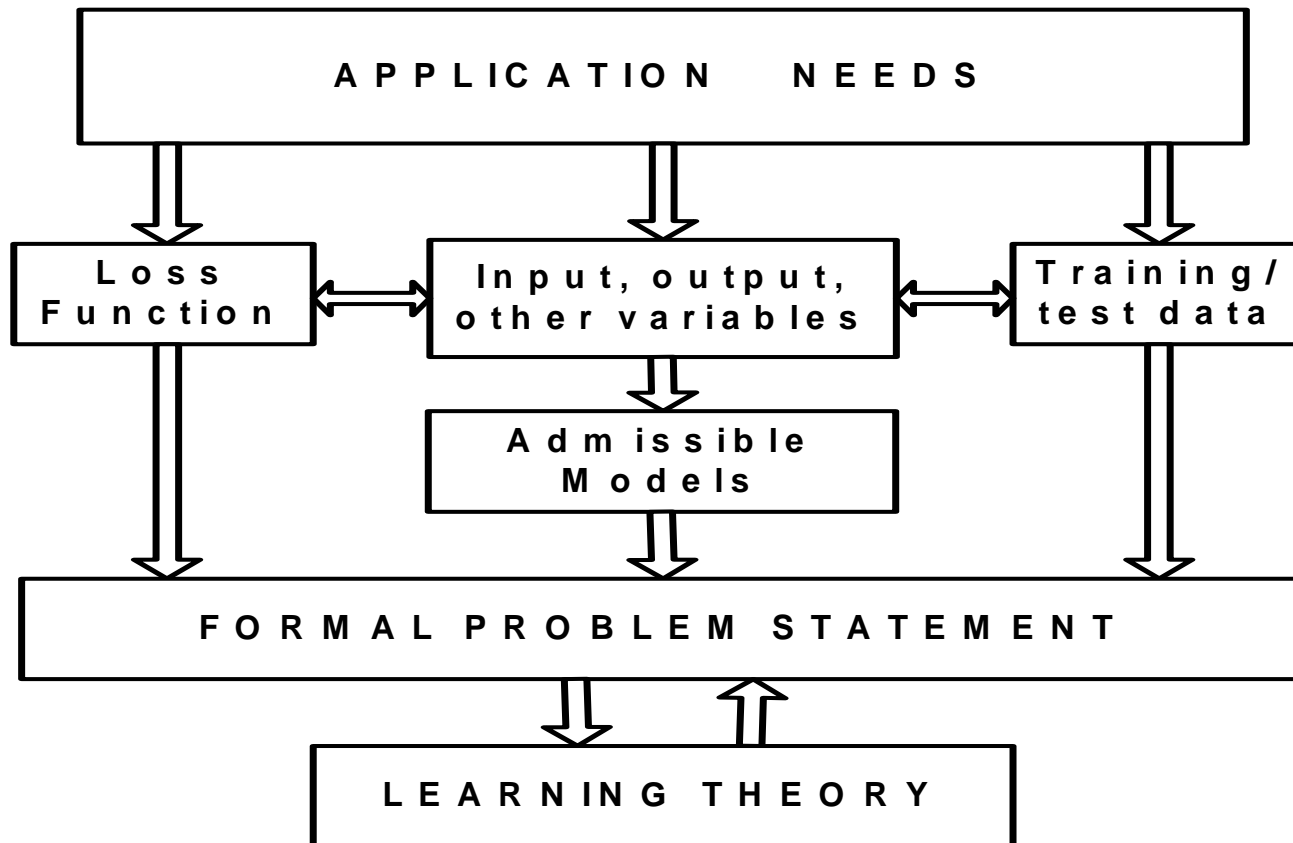 APPLICATION NEEDS
Loss
Function
Input, output,
other variables
Training/
test data
Admissible
Models
FORMAL PROBLEM STATEMENT
LEARNING THEORY